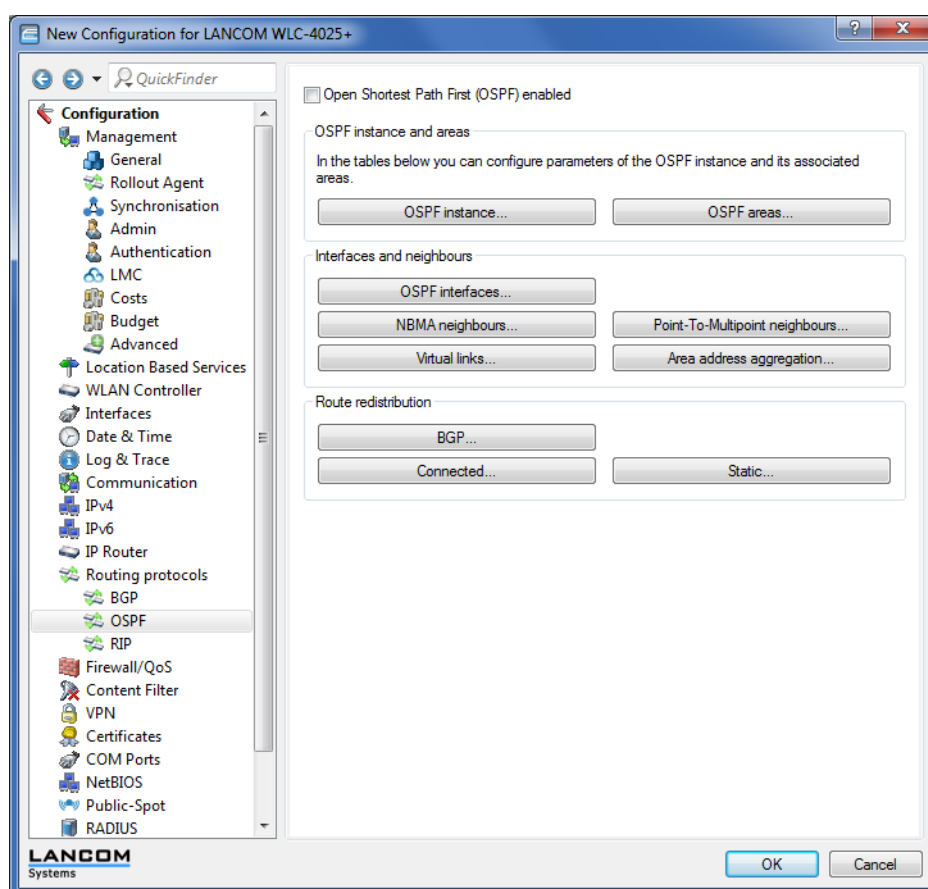 New Configuration for LANCOM WLC-4025+
QuickFinder
Configuration
Management
General
Rollout Agent
Synchronisation
Admin
Authentication
LMC
Costs
Budget
Advanced
Location Based Services
WLAN Controller
Interfaces
Date & Time
Log & Trace
Communication
IPv4
IPv6
IP Router
Routing protocols
BGP
OSPF
RIP
Firewall/QoS
Content Filter
VPN
Certificates
COM Ports
NetBIOS
Public-Spot
RADIUS
Open Shortest Path First (OSPF) enabled
OSPF instance and areas
In the tables below you can configure parameters of the OSPF instance and its associated
areas.
OSPF instance... OSPF areas...
Interfaces and neighbours
OSPF interfaces...
NBMA neighbours... Point-To-Multipoint neighbours...
Virtual links... Area address aggregation...
Route redistribution
BGP...
Connected... Static...
LANCOM
Systems
OK Cancel